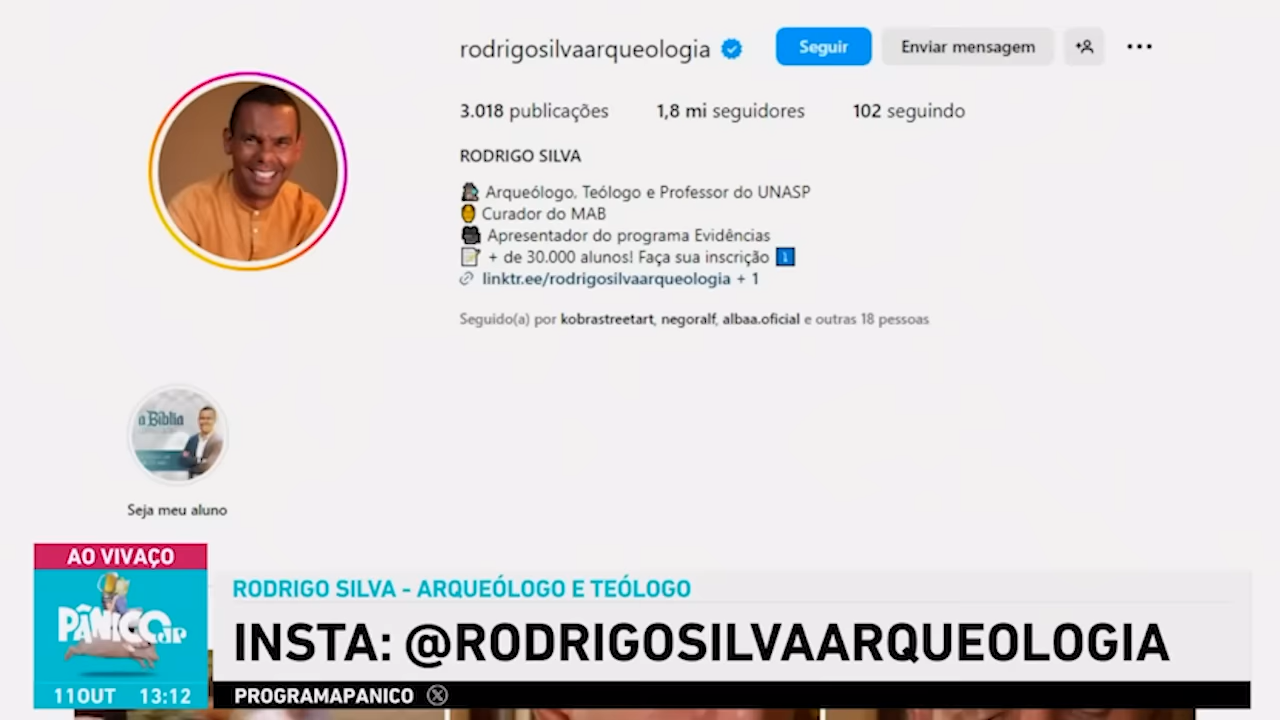 rodrigosilvaarqueologia
Seguir
Enviar mensagem
3.018 publicações
1,8 mi seguidores
102 seguindo
RODRIGO SILVA
Arqueólogo, Teólogo e Professor do UNASP
Curador do MAB
Apresentador do programa Evidências
+ de 30.000 alunos! Faça sua inscrição
linktr.ee/rodrigosilvaarqueologia + 1
Seguido(a) por kobrastreetart, negoralf, albaa.oficial e outras 18 pessoas
a Bíblia
Seja meu aluno
AO VIVAÇO
PÂNICO JP
11OUT 13:12
RODRIGO SILVA - ARQUEÓLOGO E TEÓLOGO
INSTA: @RODRIGOSILVAARQUEOLOGIA
PROGRAMAPANICO